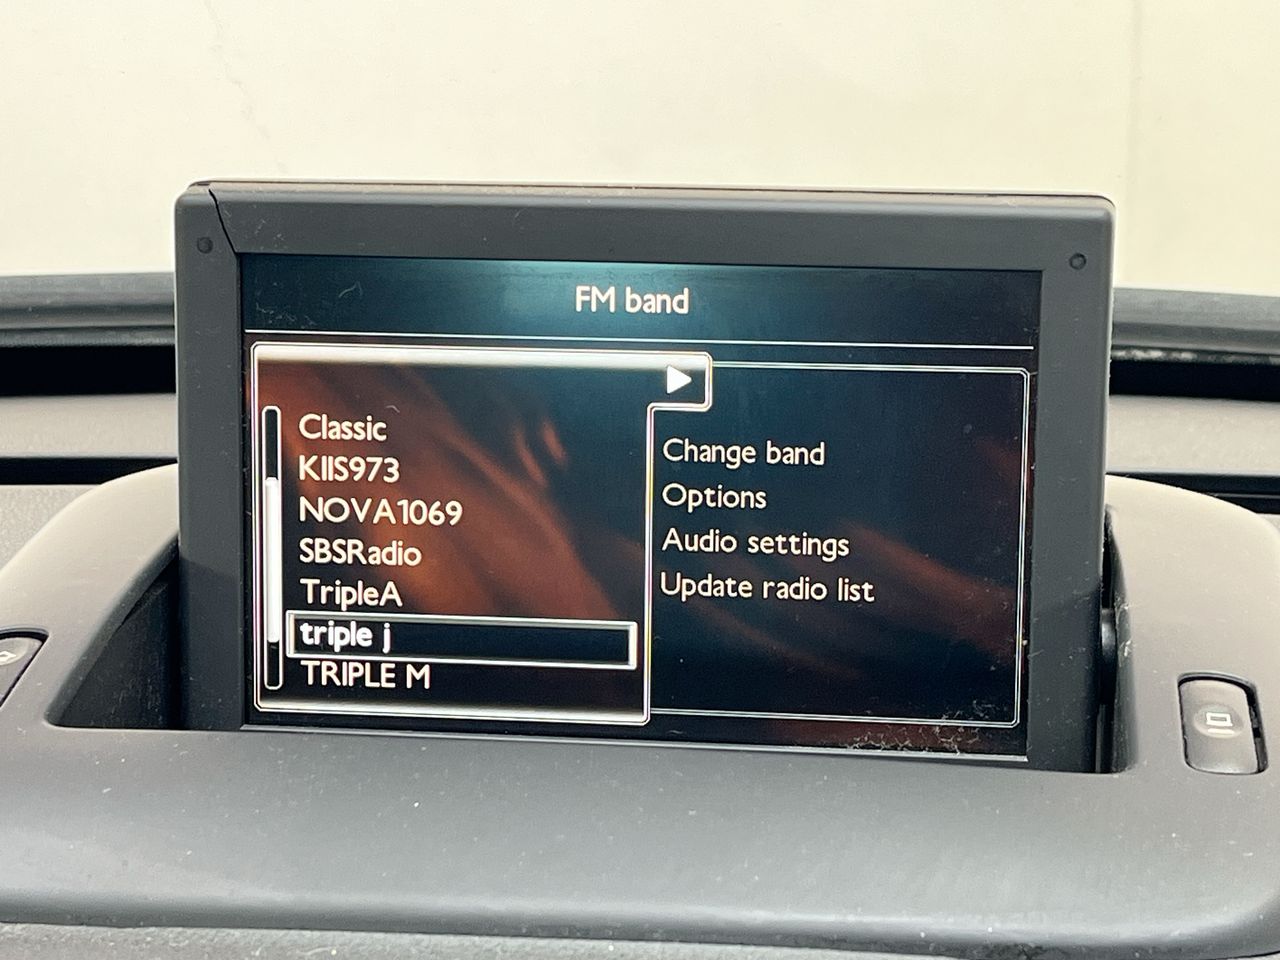 FM band
Classic
KIIS973
NOVA1069
SBSRadio
TripleA
triple j
TRIPLE M
Change band
Options
Audio settings
Update radio list